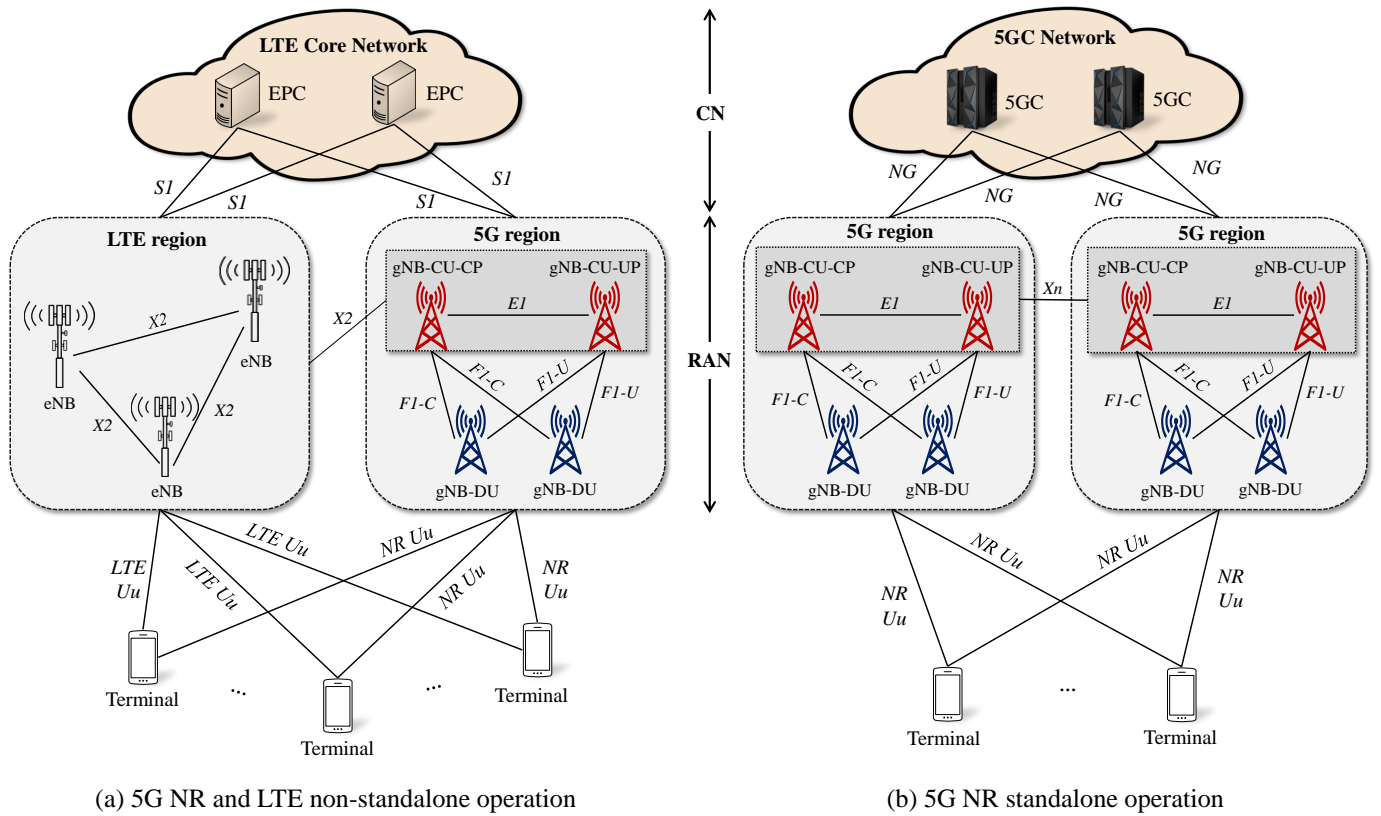 LTE Core Network
EPC
EPC
S1
S1
S1
S1
LTE region
eNB
eNB
eNB
X2
X2
X2
X2
5G region
gNB-CU-CP
gNB-CU-UP
E1
F1-C
F1-U
F1-C
F1-U
gNB-DU
gNB-DU
LTE Uu
NR Uu
LTE
Uu
LTE Uu
NR Uu
NR
Uu
Terminal
...
Terminal
...
Terminal
(a) 5G NR and LTE non-standalone operation
CN
RAN
5GC Network
5GC
5GC
NG
NG
NG
NG
5G region
gNB-CU-CP
gNB-CU-UP
E1
F1-C
F1-U
F1-C
F1-U
gNB-DU
gNB-DU
Xn
5G region
gNB-CU-CP
gNB-CU-UP
E1
F1-C
F1-U
F1-C
F1-U
gNB-DU
gNB-DU
NR Uu
NR Uu
NR
Uu
NR
Uu
Terminal
...
Terminal
(b) 5G NR standalone operation